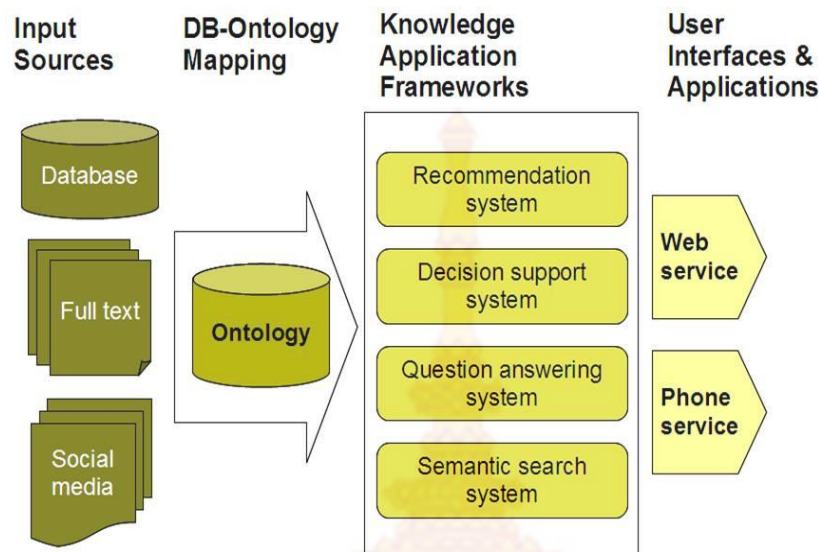 Input
Sources
DB-Ontology
Mapping
Knowledge
Application
Frameworks
User
Interfaces &
Applications
Database
Full text
Social
media
Ontology
Recommendation
system
Decision support
system
Question answering
system
Semantic search
system
Web
service
Phone
service